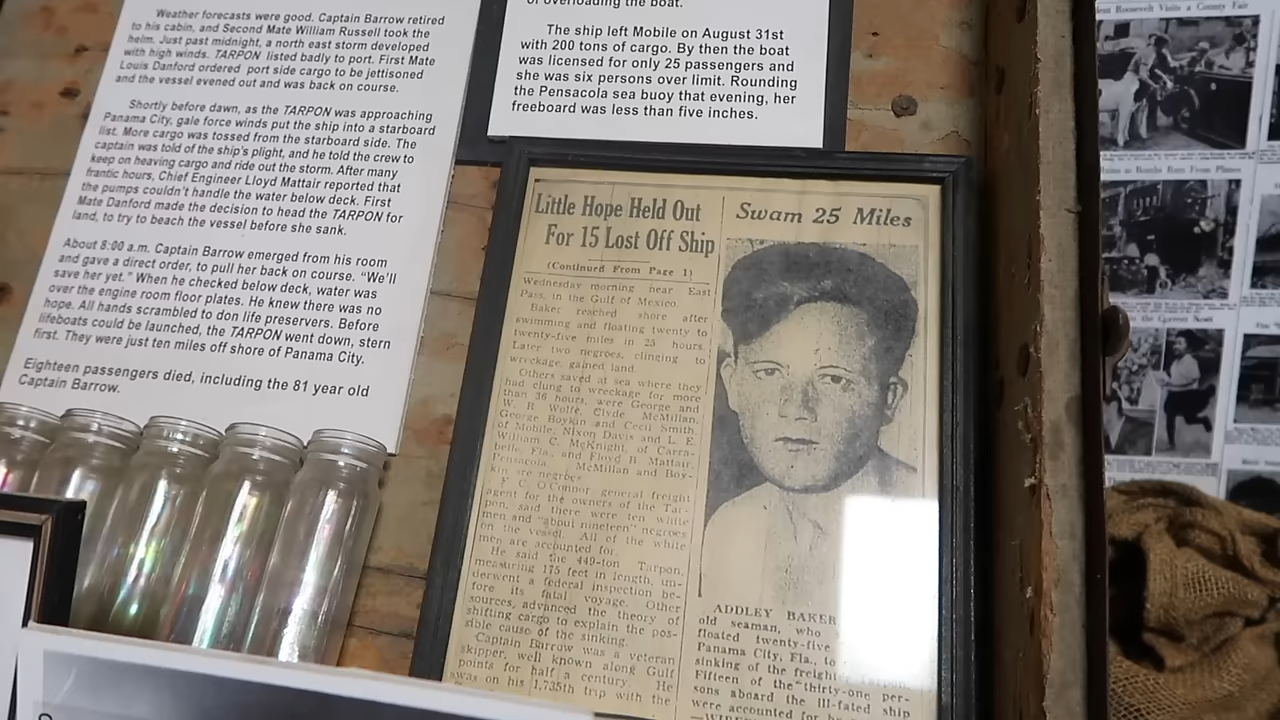 Weather forecasts were good. Captain Barrow retired
to his cabin, and Second Mate William Russell took the
helm. Just past midnight, a north east storm developed
with high winds. TARPON listed badly to port. First Mate
Louis Danford ordered port side cargo to be jettisoned
and the vessel evened out and was back on course.
Shortly before dawn, as the TARPON was approaching
Panama City, gale force winds put the ship into a starboard
list. More cargo was tossed from the starboard side. The
captain was told of the ship's plight, and he told the crew to
keep on heaving cargo and ride out the storm. After many
frantic hours, Chief Engineer Lloyd Mattair reported that
the pumps couldn't handle the water below deck. First
Mate Danford made the decision to head the TARPON for
land, to try to beach the vessel before she sank.
About 8:00 a.m. Captain Barrow emerged from his room
and gave a direct order, to pull her back on course. "We'll
save her yet." When he checked below deck, water was
over the engine room floor plates. He knew there was no
hope. All hands scrambled to don life preservers. Before
lifeboats could be launched, the TARPON went down, stern
first. They were just ten miles off shore of Panama City.
Eighteen passengers died, including the 81 year old
Captain Barrow.
of overloading the boat.
The ship left Mobile on August 31st
with 200 tons of cargo. By then the boat
was licensed for only 25 passengers and
she was six persons over limit. Rounding
the Pensacola sea buoy that evening, her
freeboard was less than five inches.
Little Hope Held Out
For 15 Lost Off Ship
(Continued From Page 1)
Wednesday morning near East
Pass, in the Gulf of Mexico.
Baker reached shore after
swimming and floating twenty to
twenty-five miles in 25 hours.
Later two negroes, clinging to
wreckage, gained land.
Others saved at sea where they
had clung to wreckage for more
than 36 hours, were George and
W. R. Wolfe, Clyde McMillan,
George Boykin and Cecil Smith,
of Mobile, Nixon Davis and L. E.
William C. McKnight, of Carra-
belle, Fla., and Floyd B. Mattair,
Pensacola. McMillan and Boy-
kin are negroes.
F. C. O'Connor, general freight
agent for the owners of the Tar-
pon, said there were ten white
men and "about nineteen" negroes
on the vessel. All of the white
men are accounted for.
He said the 449-ton Tarpon,
measuring 175 feet in length, un-
derwent a federal inspection be-
fore its fatal voyage. Other
sources, advanced the theory of
shifting cargo to explain the pos-
sible cause of the sinking.
Captain Barrow was a veteran
skipper, well known along Gulf
points for half a century. He
was on his 1,735th trip with the
Swam 25 Miles
ADDLEY BAKER
old seaman, who
floated twenty-five
Panama City, Fla., to
sinking of the freighter Tarpon.
Fifteen of the thirty-one per-
sons aboard the ill-fated ship
were accounted for
Roosevelt Visits a County Fair
as Bombs Rain From Planes